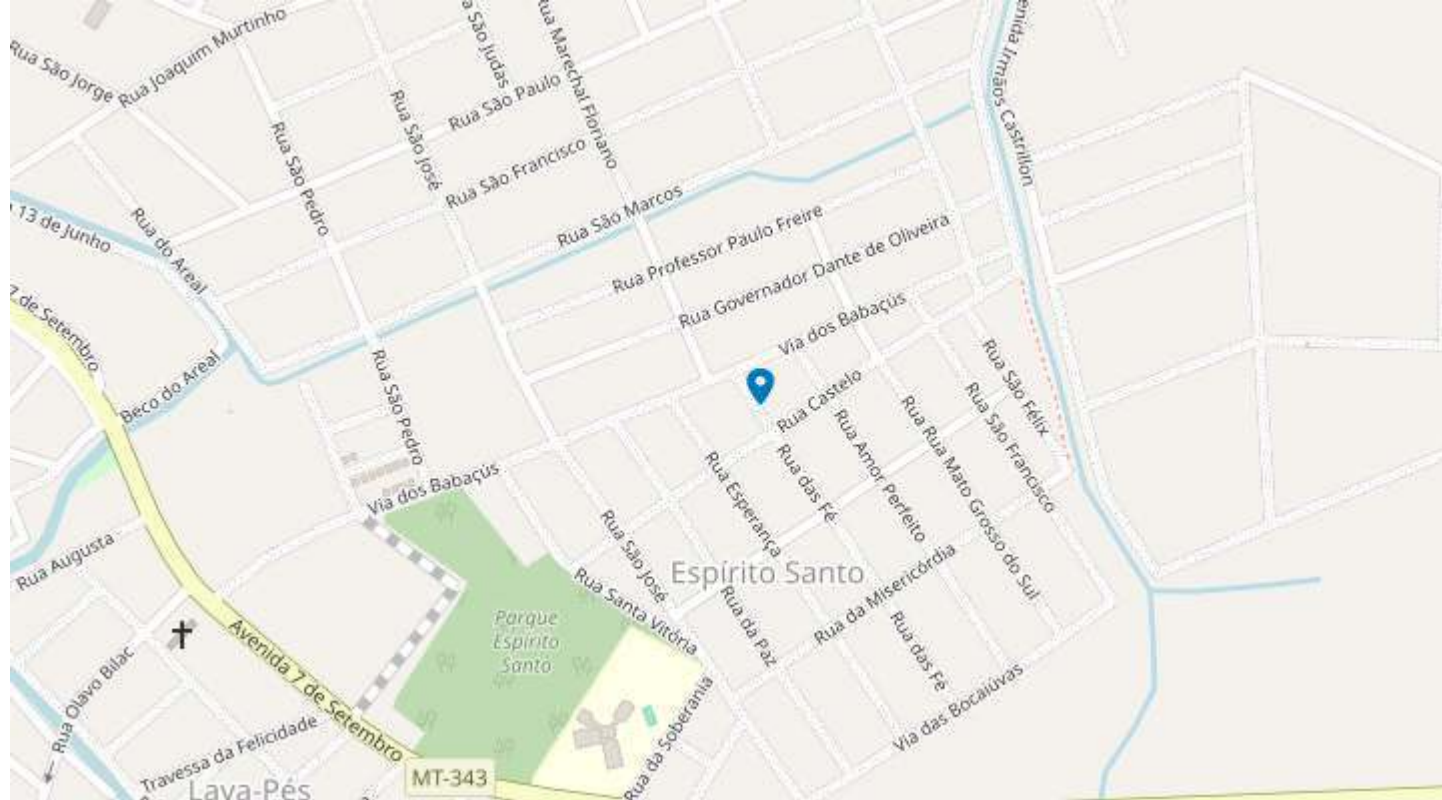 Rua São Jorge
Rua Joaquim Murtinho
a São Judas
ua Marechal Floriano
enida Irmãos Castrillon
Rua São Paulo
Rua São José
Rua São Pedro
Rua São Francisco
Rua São Marcos
13 de Junho
Rua do Areal
Rua Professor Paulo Freire
Rua Governador Dante de Oliveira
7 de Setembro
Via dos Babaçús
Beco do Areal
Rua São Pedro
Rua Castelo
Rua São Félix
Rua São Francisco
Rua Rua Mato Grosso do Sul
Rua Amor Perfeito
Rua das Fé
Rua Esperança
Via dos Babaçús
Rua São José
Rua Augusta
Espírito Santo
Rua Santa Vitória
Rua da Paz
Rua da Misericórdia
Rua das Fé
Parque
Espírito
Santo
Avenida 7 de Setembro
Rua Olavo Bilac
Via das Bocaiúvas
Rua da Soberania
Travessa da Felicidade
MT-343
Lava-Pés